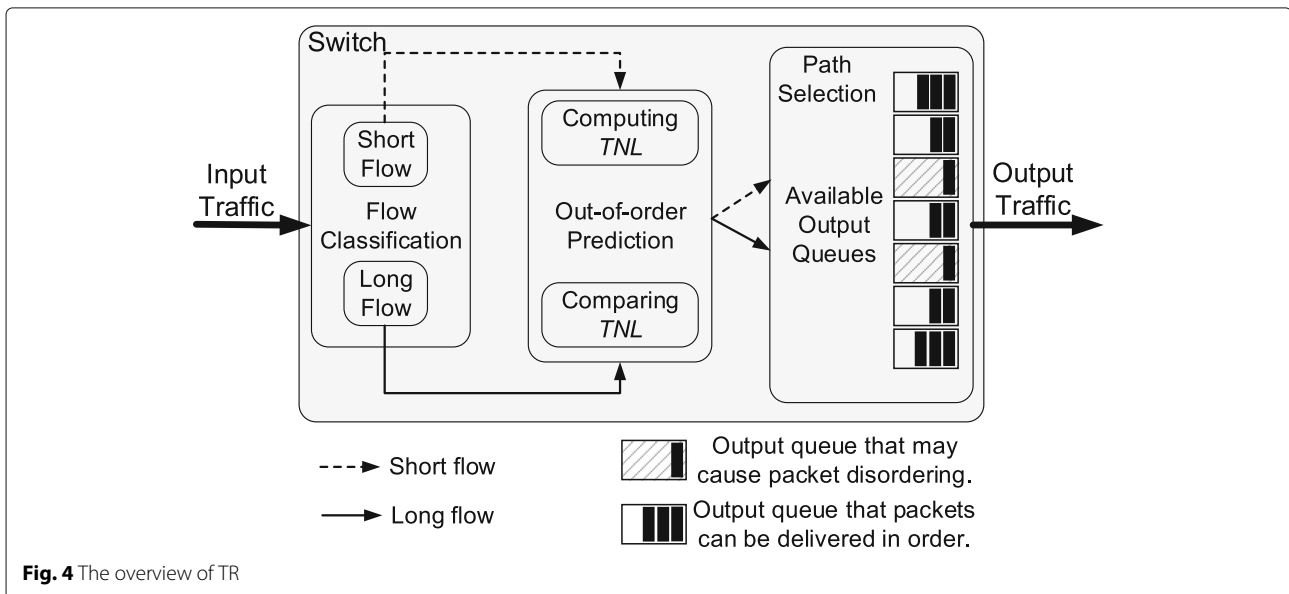 Switch
Input
Traffic
Short
Flow
Flow
Classification
Long
Flow
Computing
TNL
Out-of-order
Prediction
Comparing
TNL
Path
Selection
Available
Output
Queues
Output
Traffic
Short flow
Long flow
Output queue that may
cause packet disordering.
Output queue that packets
can be delivered in order.
Fig. 4 The overview of TR